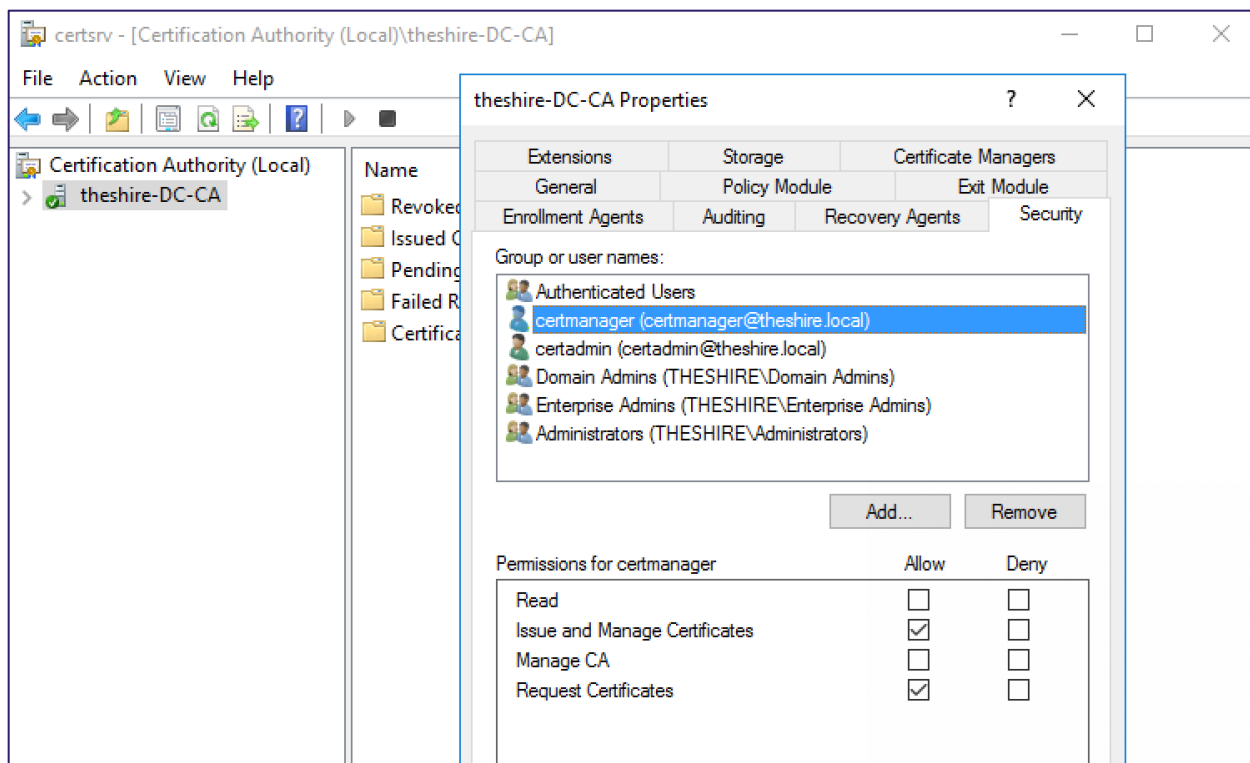 certsrv - [Certification Authority (Local)\theshire-DC-CA]
File Action View Help
Certification Authority (Local)
theshire-DC-CA
Name
Revoked
Issued C
Pending
Failed R
Certifica
theshire-DC-CA Properties
Extensions Storage Certificate Managers
General Policy Module Exit Module
Enrollment Agents Auditing Recovery Agents Security
Group or user names:
Authenticated Users
certmanager (certmanager@theshire.local)
certadmin (certadmin@theshire.local)
Domain Admins (THESHIRE\Domain Admins)
Enterprise Admins (THESHIRE\Enterprise Admins)
Administrators (THESHIRE\Administrators)
Add... Remove
Permissions for certmanager Allow Deny
Read
Issue and Manage Certificates
Manage CA
Request Certificates